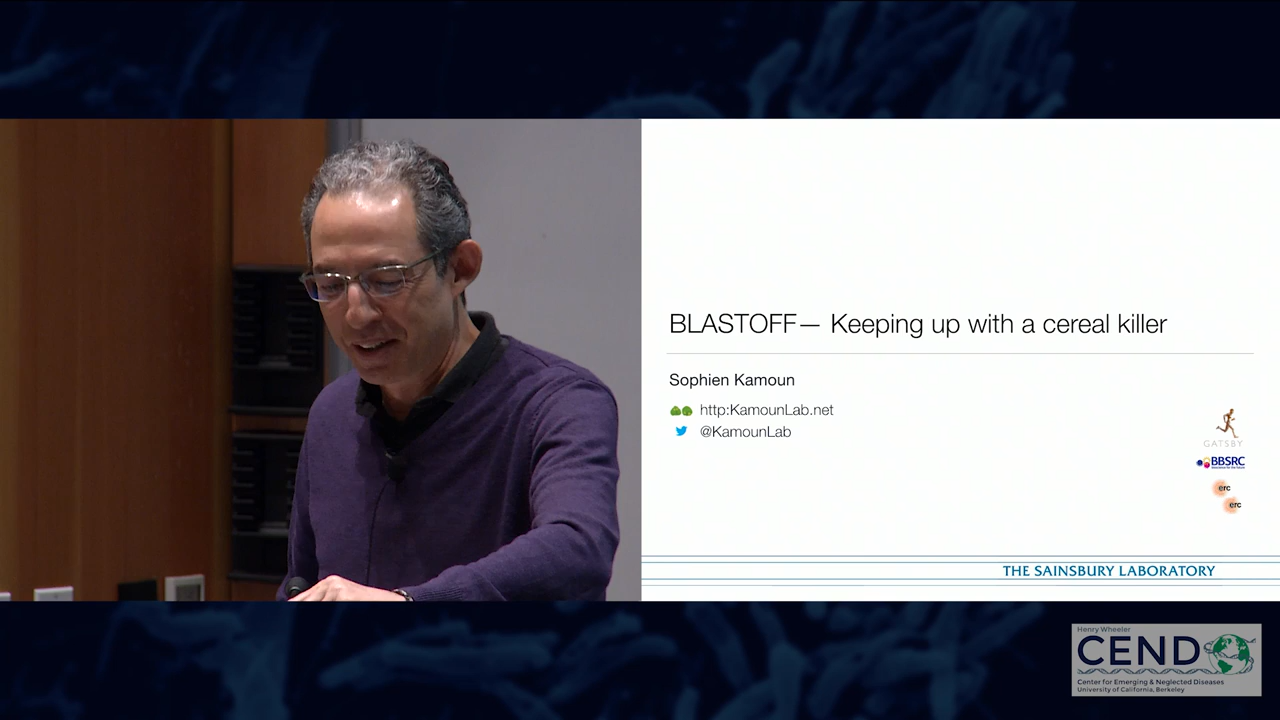 BLASTOFF— Keeping up with a cereal killer
Sophien Kamoun
http:KamounLab.net
@KamounLab
GATSBY
BBSRC
erc
erc
THE SAINSBURY LABORATORY
Henry Wheeler
CEND
Center for Emerging & Neglected Diseases
University of California, Berkeley